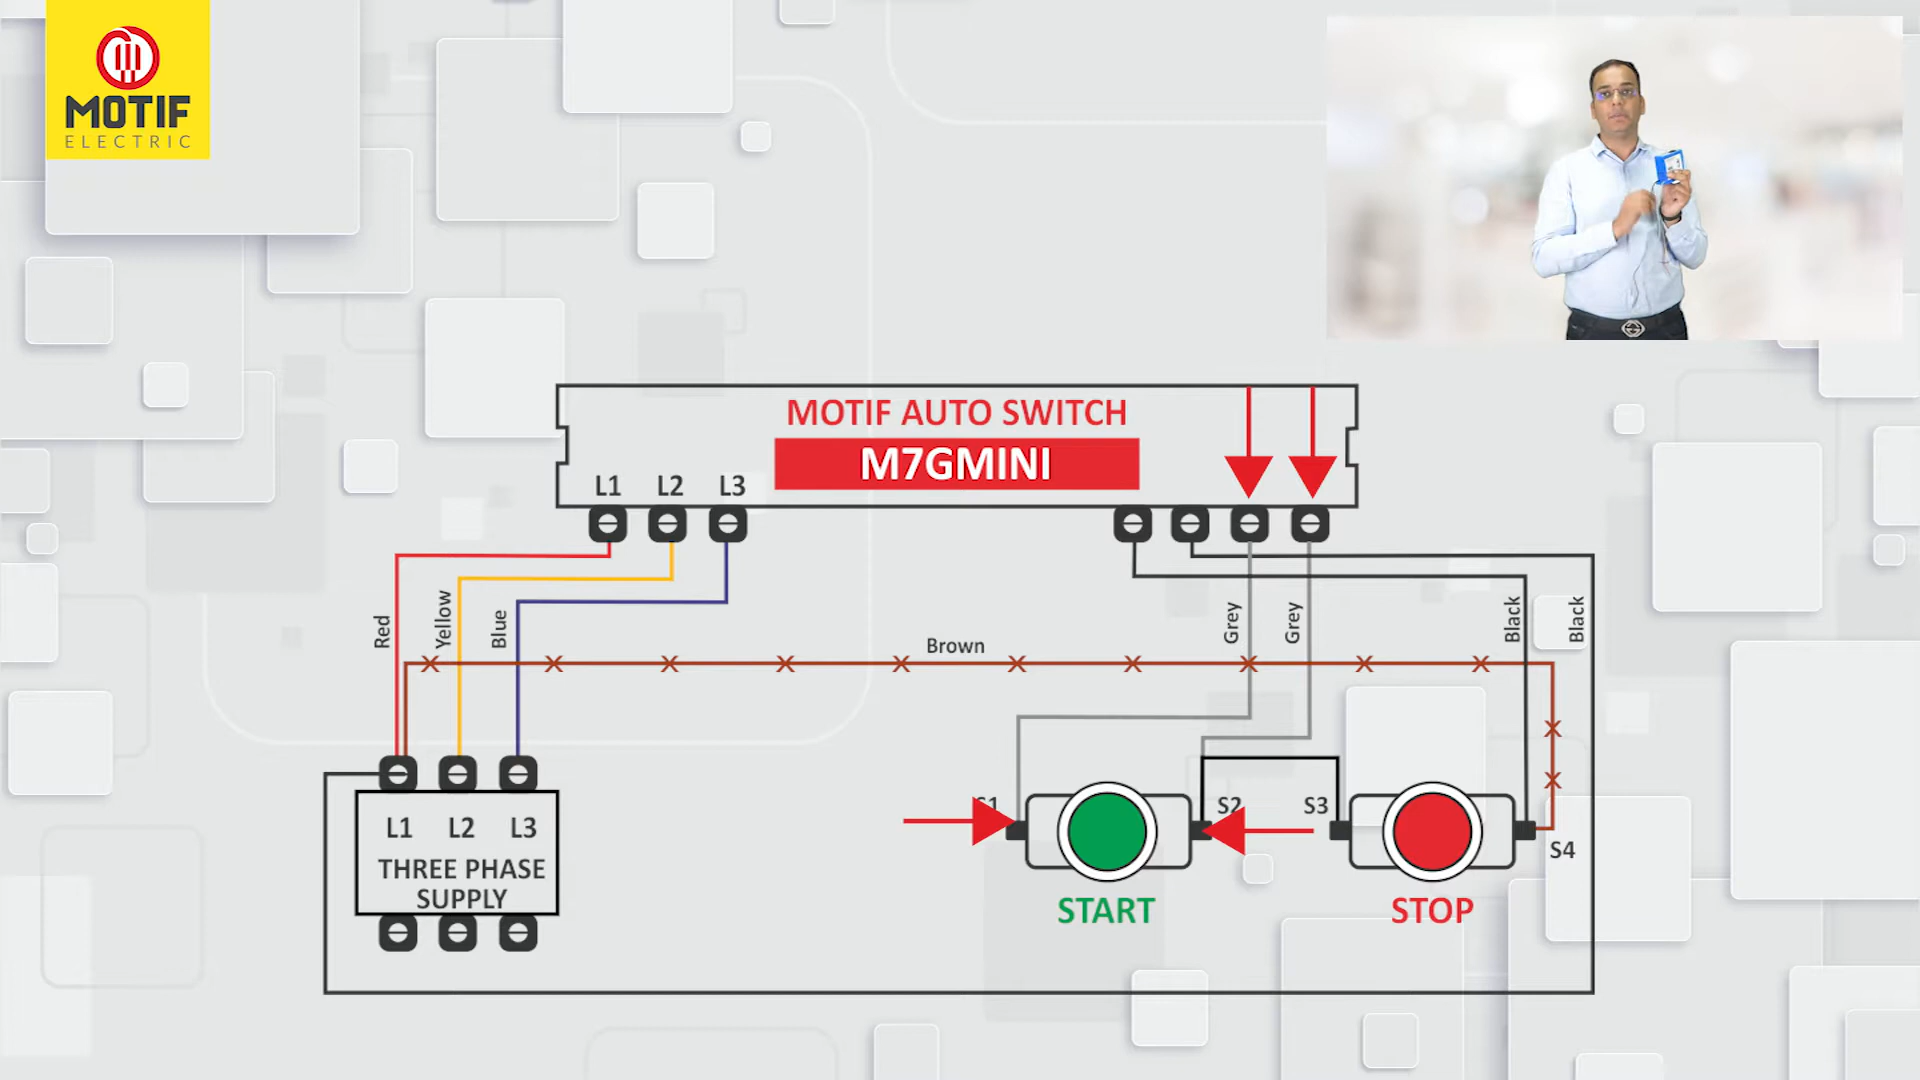 MOTIF
ELECTRIC
MOTIF AUTO SWITCH
M7GMINI
L1 L2 L3
Red
Yellow
Blue
Brown
Grey
Grey
Black
Black
S1
S2
S3
S4
L1 L2 L3
THREE PHASE
SUPPLY
START
STOP